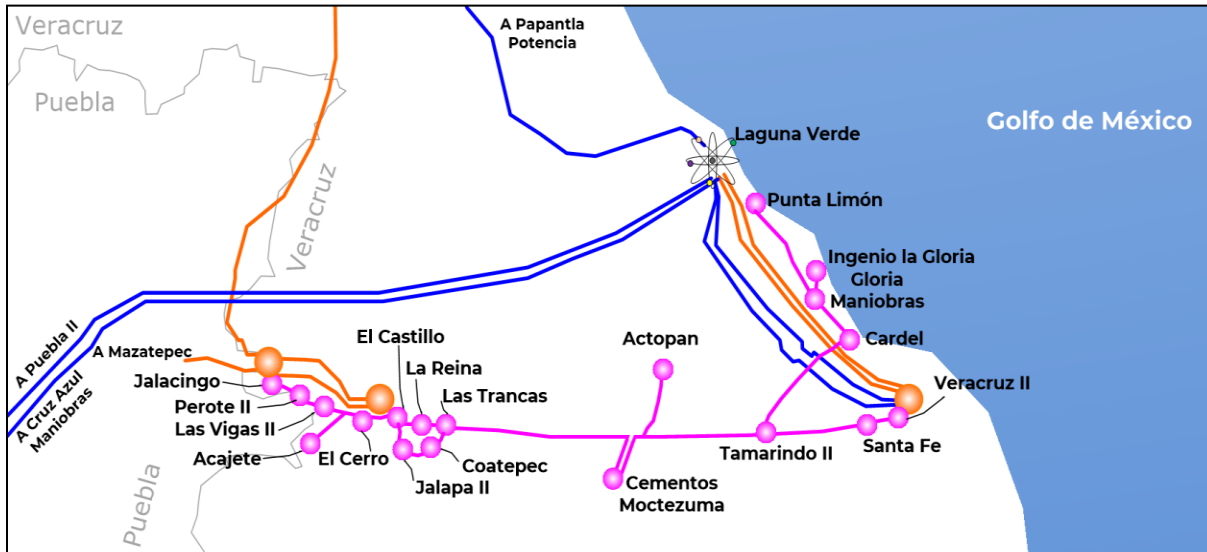 Veracruz
Puebla
A Papantla
Potencia
Golfo de México
Laguna Verde
Punta Limón
Veracruz
Ingenio la Gloria
Gloria
Maniobras
A Puebla II
A Cruz Azul
Maniobras
A Mazatepec
El Castillo
Actopan
Cardel
Jalacingo
La Reina
Las Trancas
Veracruz II
Perote II
Las Vigas II
Acajete
El Cerro
Coatepec
Jalapa II
Tamarindo II
Santa Fe
Cementos
Moctezuma
Puebla